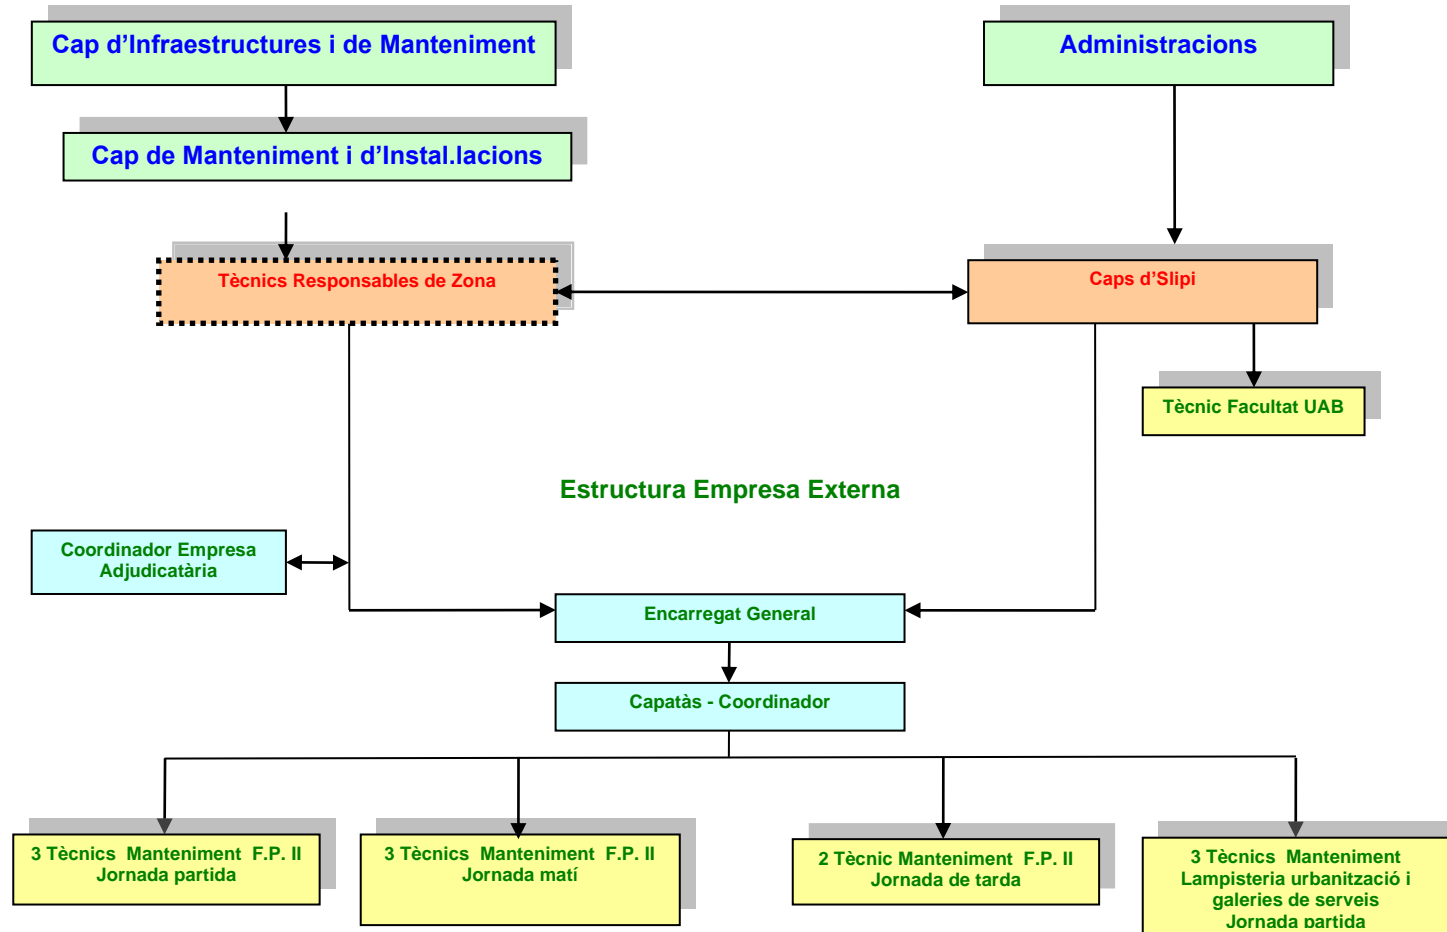 Cap d’Infraestructures i de Manteniment
Administracions
Cap de Manteniment i d’Instal.lacions
Tècnics Responsables de Zona
Caps d’Slipi
Tècnic Facultat UAB
Estructura Empresa Externa
Coordinador Empresa
Adjudicatària
Encarregat General
Capatàs - Coordinador
3 Tècnics Manteniment F.P. II
Jornada partida
3 Tècnics Manteniment F.P. II
Jornada matí
2 Tècnic Manteniment F.P. II
Jornada de tarda
3 Tècnics Manteniment
Lampisteria urbanització i
galeries de serveis
Jornada partida